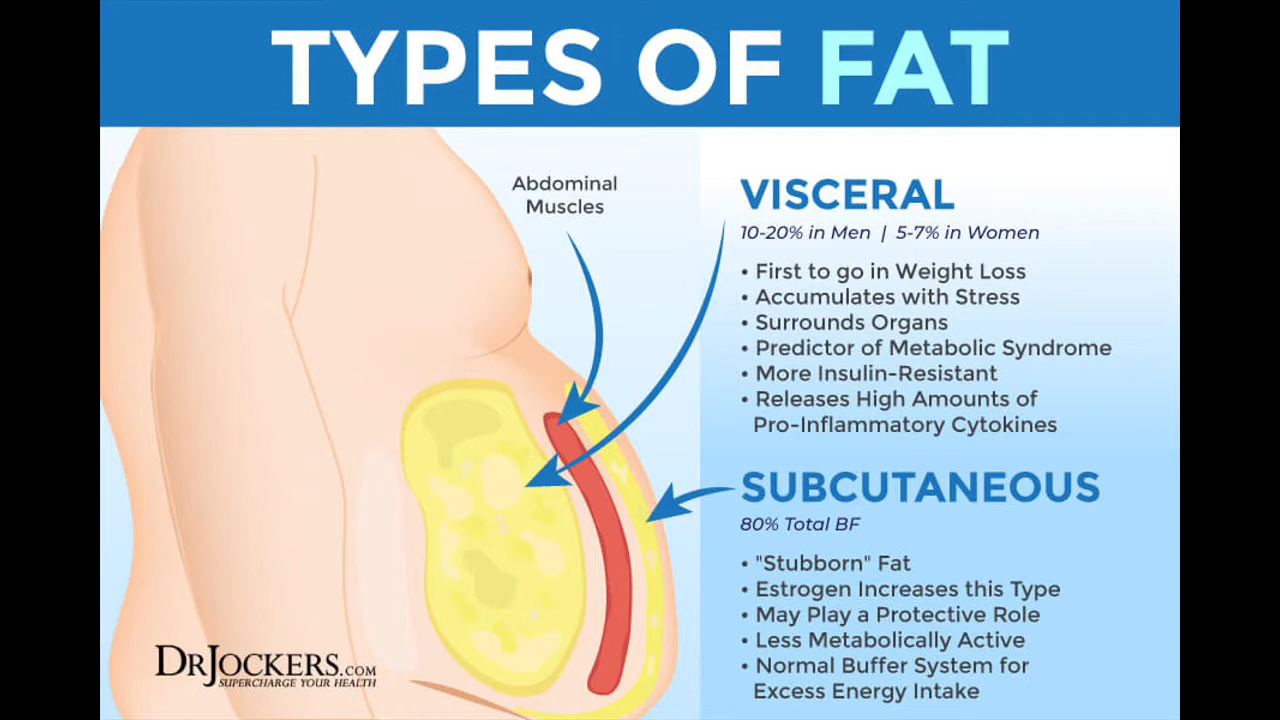 TYPES OF FAT
Abdominal
Muscles
VISCERAL
10-20% in Men | 5-7% in Women
• First to go in Weight Loss
• Accumulates with Stress
• Surrounds Organs
• Predictor of Metabolic Syndrome
• More Insulin-Resistant
• Releases High Amounts of
Pro-Inflammatory Cytokines
SUBCUTANEOUS
80% Total BF
• "Stubborn" Fat
• Estrogen Increases this Type
• May Play a Protective Role
• Less Metabolically Active
• Normal Buffer System for
Excess Energy Intake
DRJOCKERS.COM
SUPERCHARGE YOUR HEALTH